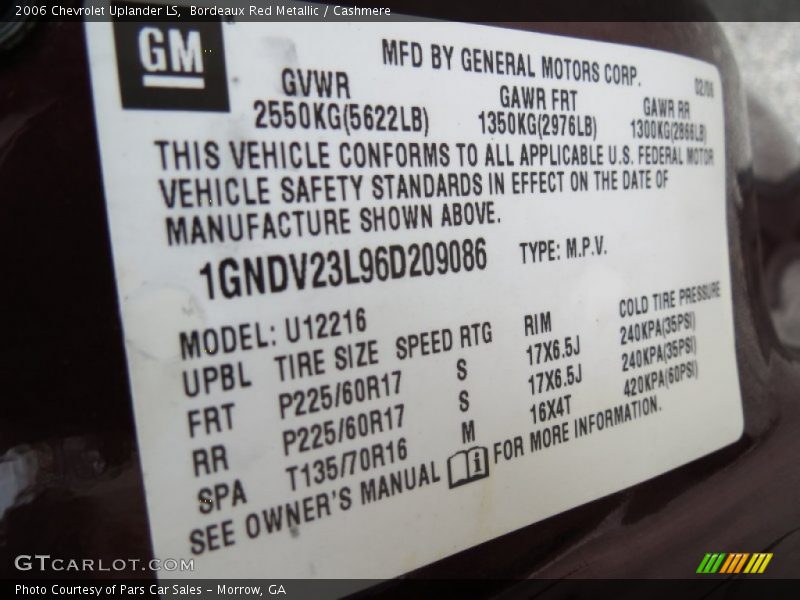 2006 Chevrolet Uplander LS, Bordeaux Red Metallic / Cashmere
GM
MFD BY GENERAL MOTORS CORP.
02/06
GVWR GAWR FRT GAWR RR
2550KG(5622LB) 1350KG(2976LB) 1300KG(2866LB)
THIS VEHICLE CONFORMS TO ALL APPLICABLE U.S. FEDERAL MOTOR
VEHICLE SAFETY STANDARDS IN EFFECT ON THE DATE OF
MANUFACTURE SHOWN ABOVE.
1GNDV23L96D209086 TYPE: M.P.V.
MODEL: U12216
UPBL TIRE SIZE SPEED RTG RIM COLD TIRE PRESSURE
FRT P225/60R17 S 17X6.5J 240KPA(35PSI)
RR P225/60R17 S 17X6.5J 240KPA(35PSI)
SPA T135/70R16 M 16X4T 420KPA(60PSI)
SEE OWNER'S MANUAL i FOR MORE INFORMATION.
GTCARLOT.COM
Photo Courtesy of Pars Car Sales - Morrow, GA